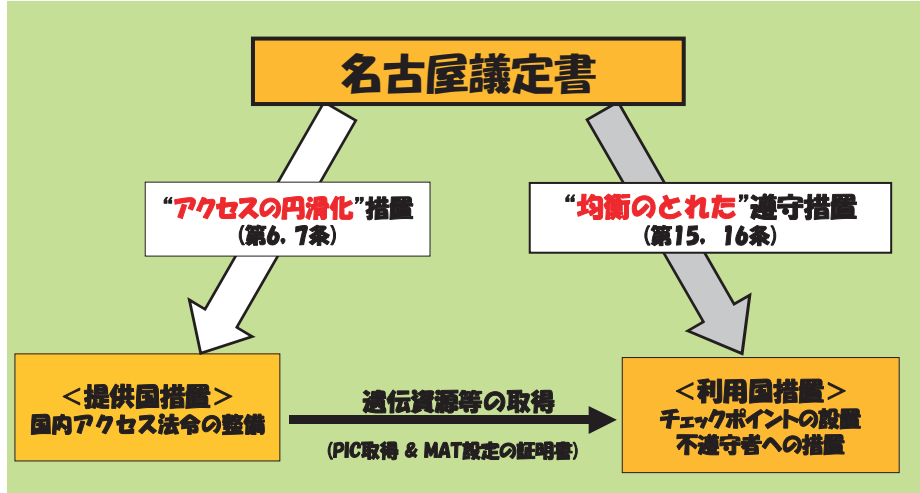 名古屋議定書
“アクセスの円滑化”措置
(第6, 7条)
“均衡のとれた”遵守措置
(第15, 16条)
＜提供国措置＞
国内アクセス法令の整備
遺伝資源等の取得
(PIC取得 & MAT設定の証明書)
＜利用国措置＞
チェックポイントの設置
不遵守者への措置